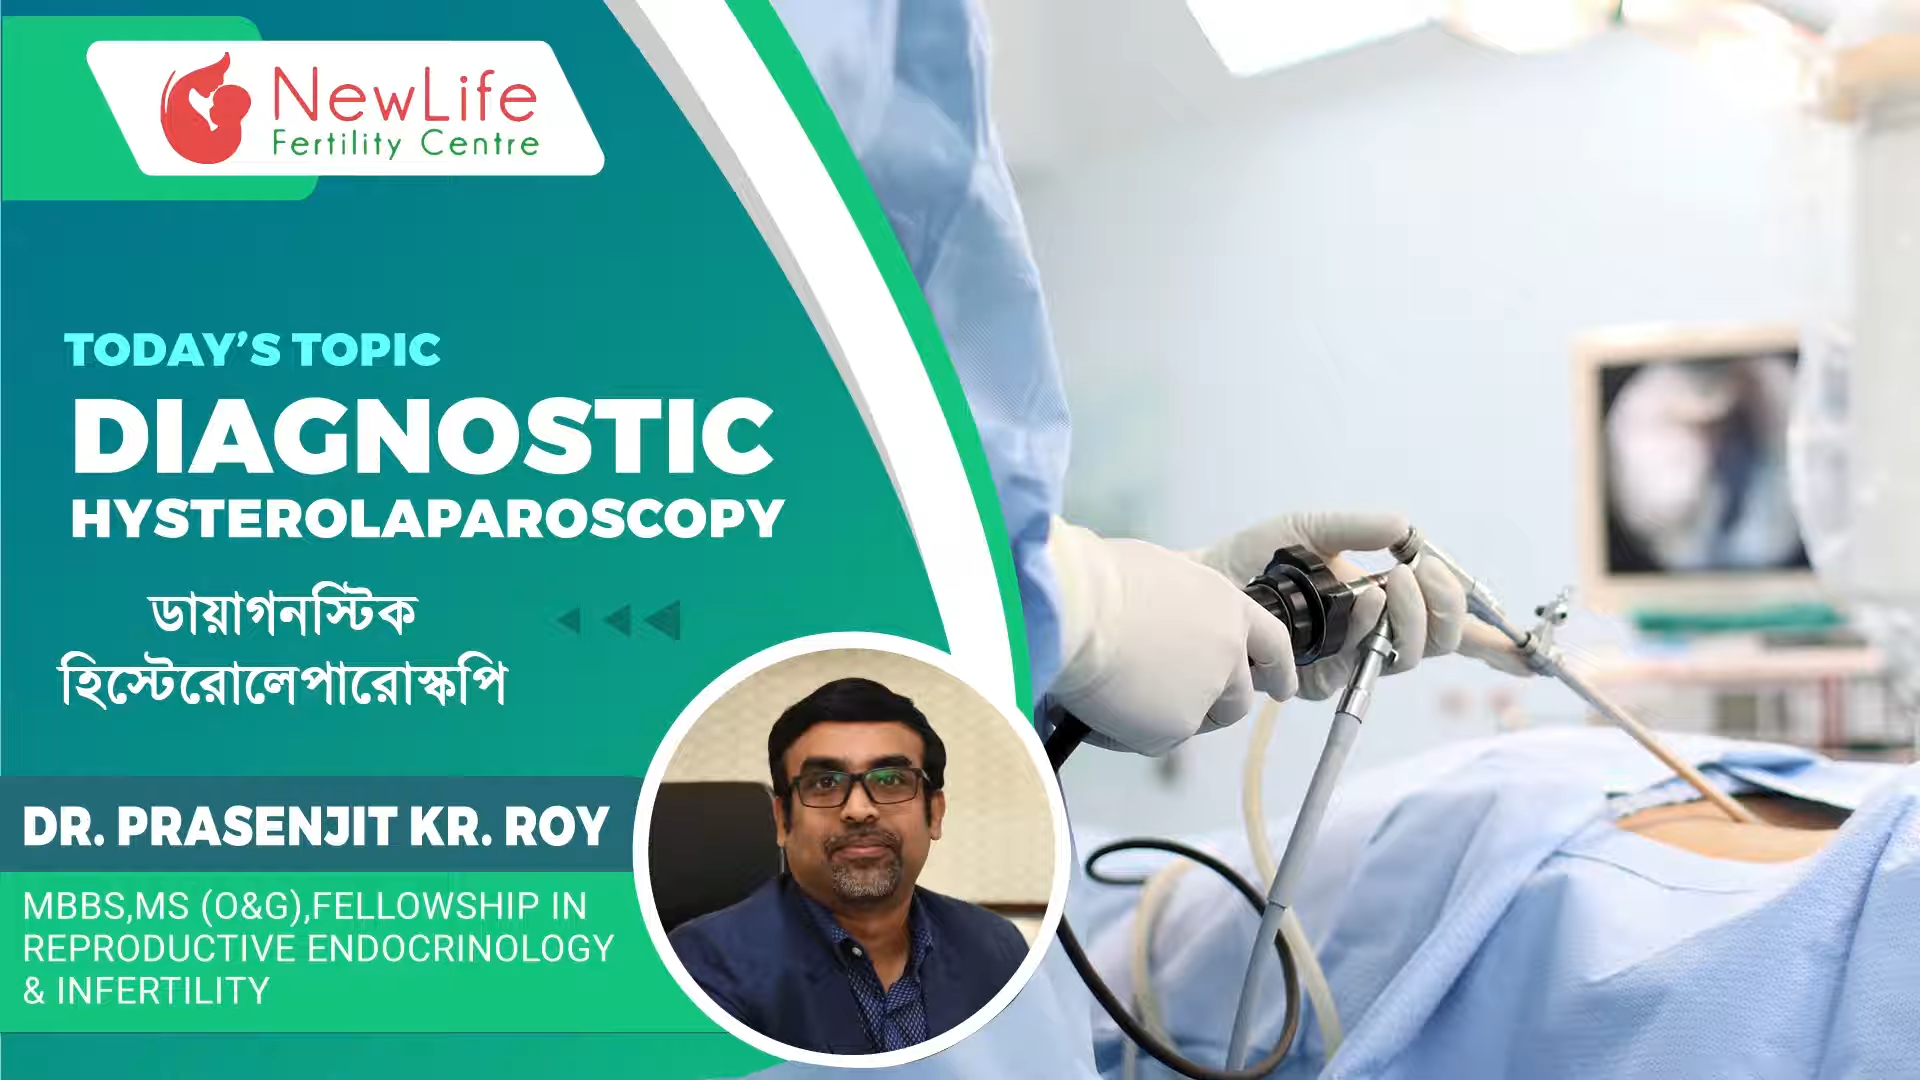 NewLife
Fertility Centre
TODAY'S TOPIC
DIAGNOSTIC
HYSTEROLAPAROSCOPY
ডায়াগনস্টিক
হিস্টেরোলেপারোস্কপি
DR. PRASENJIT KR. ROY
MBBS,MS (O&G),FELLOWSHIP IN
REPRODUCTIVE ENDOCRINOLOGY
& INFERTILITY